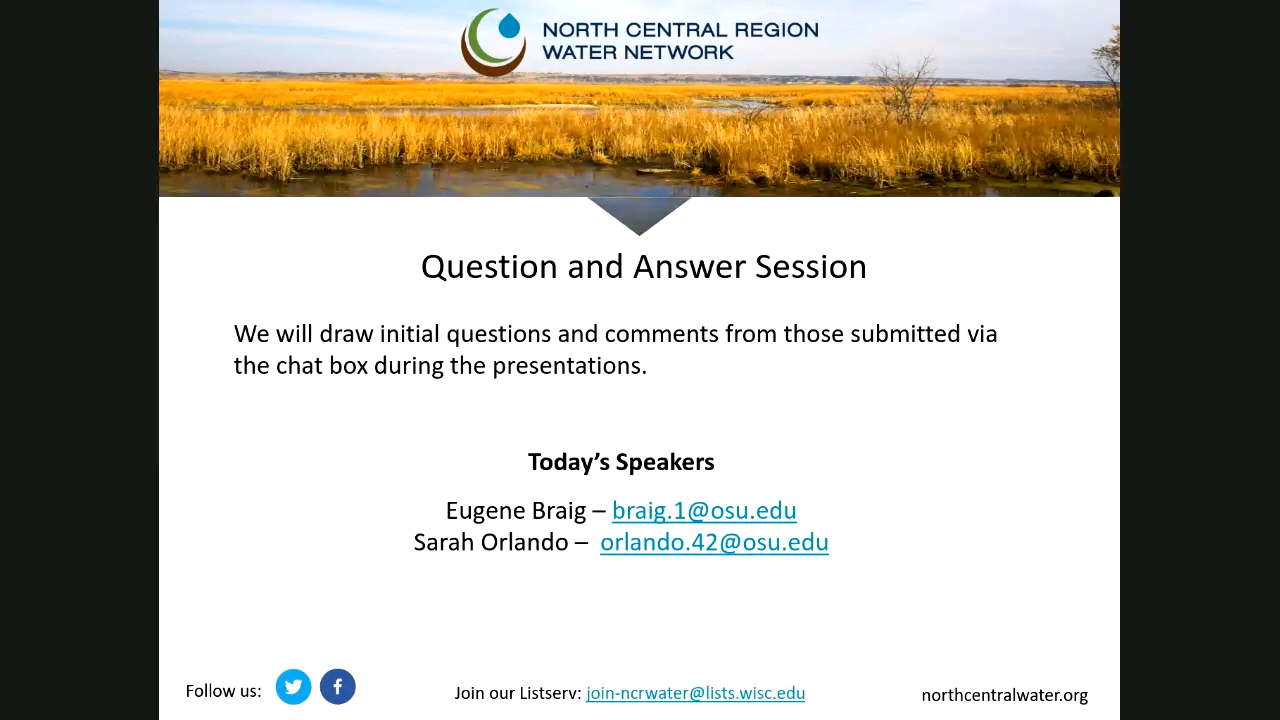 NORTH CENTRAL REGION
WATER NETWORK
Question and Answer Session
We will draw initial questions and comments from those submitted via
the chat box during the presentations.
Today’s Speakers
Eugene Braig – braig.1@osu.edu
Sarah Orlando – orlando.42@osu.edu
Follow us:
Join our Listserv: join-ncrwater@lists.wisc.edu
northcentralwater.org